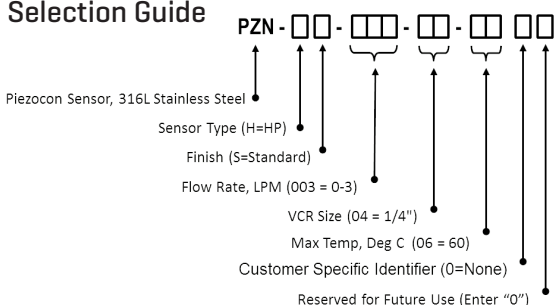 Selection Guide
PZN - □ □ - □□□ - □□ - □□ □ □
Piezocon Sensor, 316L Stainless Steel
Sensor Type (H=HP)
Finish (S=Standard)
Flow Rate, LPM (003 = 0-3)
VCR Size (04 = 1/4")
Max Temp, Deg C (06 = 60)
Customer Specific Identifier (0=None)
Reserved for Future Use (Enter “0”)